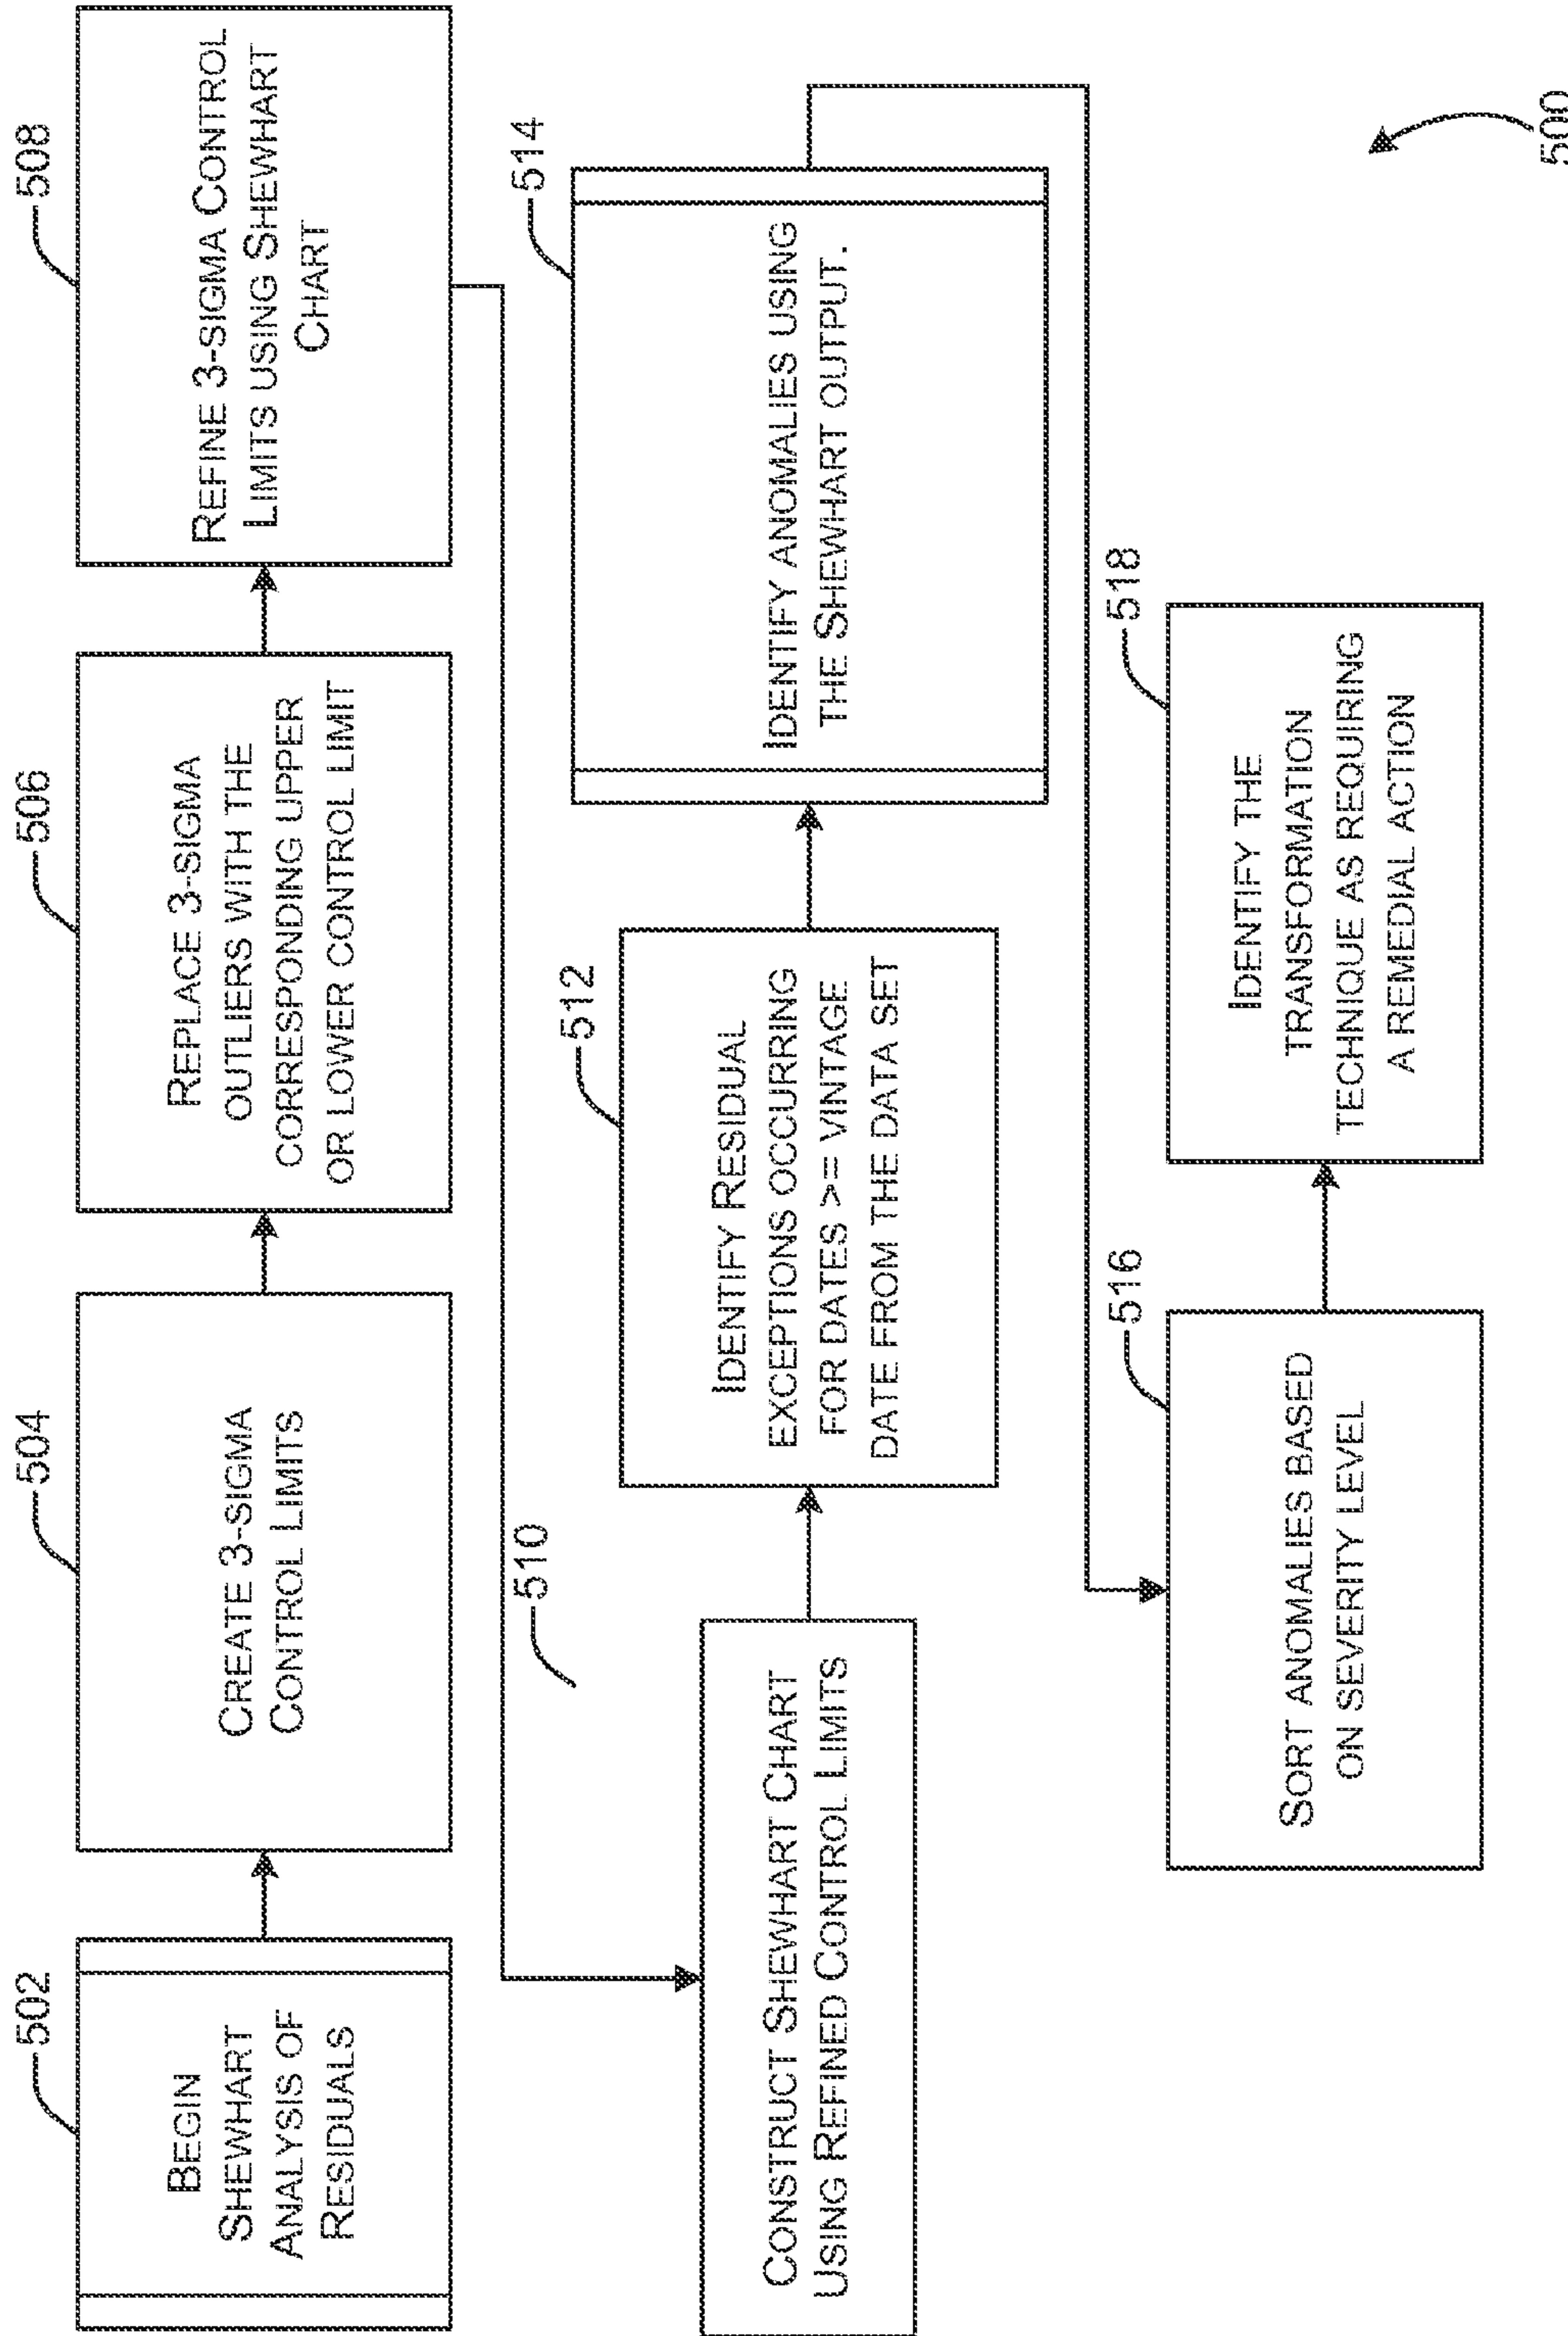 502
BEGIN
SHEWHART
ANALYSIS OF
RESIDUALS
504
CREATE 3-SIGMA
CONTROL LIMITS
506
REPLACE 3-SIGMA
OUTLIERS WITH THE
CORRESPONDING UPPER
OR LOWER CONTROL LIMIT
508
REFINE 3-SIGMA CONTROL
LIMITS USING SHEWHART
CHART
510
CONSTRUCT SHEWHART CHART
USING REFINED CONTROL LIMITS
512
IDENTIFY RESIDUAL
EXCEPTIONS OCCURRING
FOR DATES >= VINTAGE
DATE FROM THE DATA SET
514
IDENTIFY ANOMALIES USING
THE SHEWHART OUTPUT.
516
SORT ANOMALIES BASED
ON SEVERITY LEVEL
518
IDENTIFY THE
TRANSFORMATION
TECHNIQUE AS REQUIRING
A REMEDIAL ACTION
500